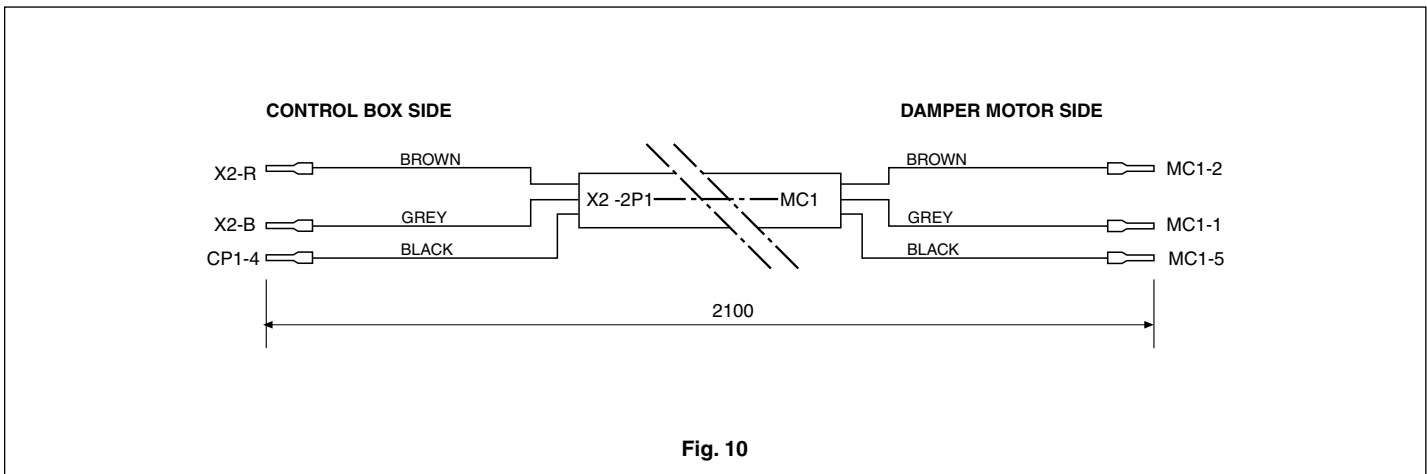 CONTROL BOX SIDE
DAMPER MOTOR SIDE
X2-R
BROWN
BROWN
MC1-2
X2 -2P1
MC1
X2-B
GREY
GREY
MC1-1
CP1-4
BLACK
BLACK
MC1-5
2100
Fig. 10